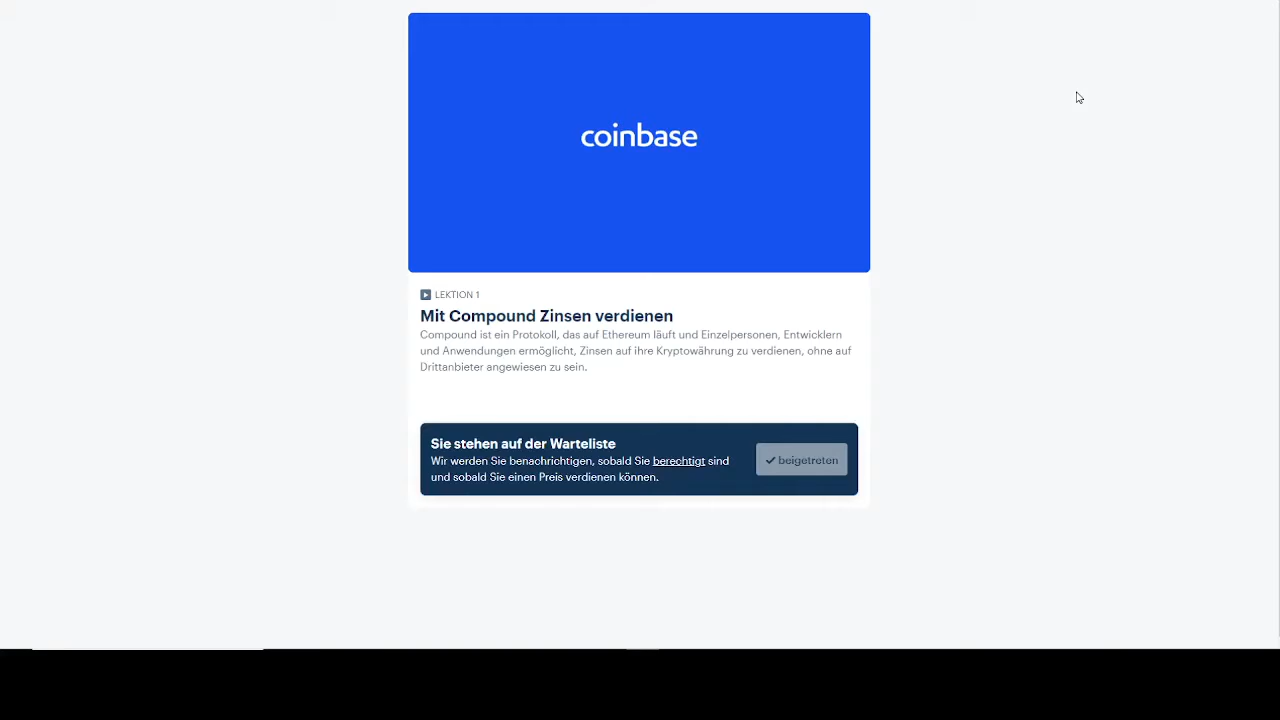 coinbase
LEKTION 1
Mit Compound Zinsen verdienen
Compound ist ein Protokoll, das auf Ethereum läuft und Einzelpersonen, Entwicklern
und Anwendungen ermöglicht, Zinsen auf ihre Kryptowährung zu verdienen, ohne auf
Drittanbieter angewiesen zu sein.
Sie stehen auf der Warteliste
Wir werden Sie benachrichtigen, sobald Sie berechtigt sind
und sobald Sie einen Preis verdienen können.
✓ beigetreten